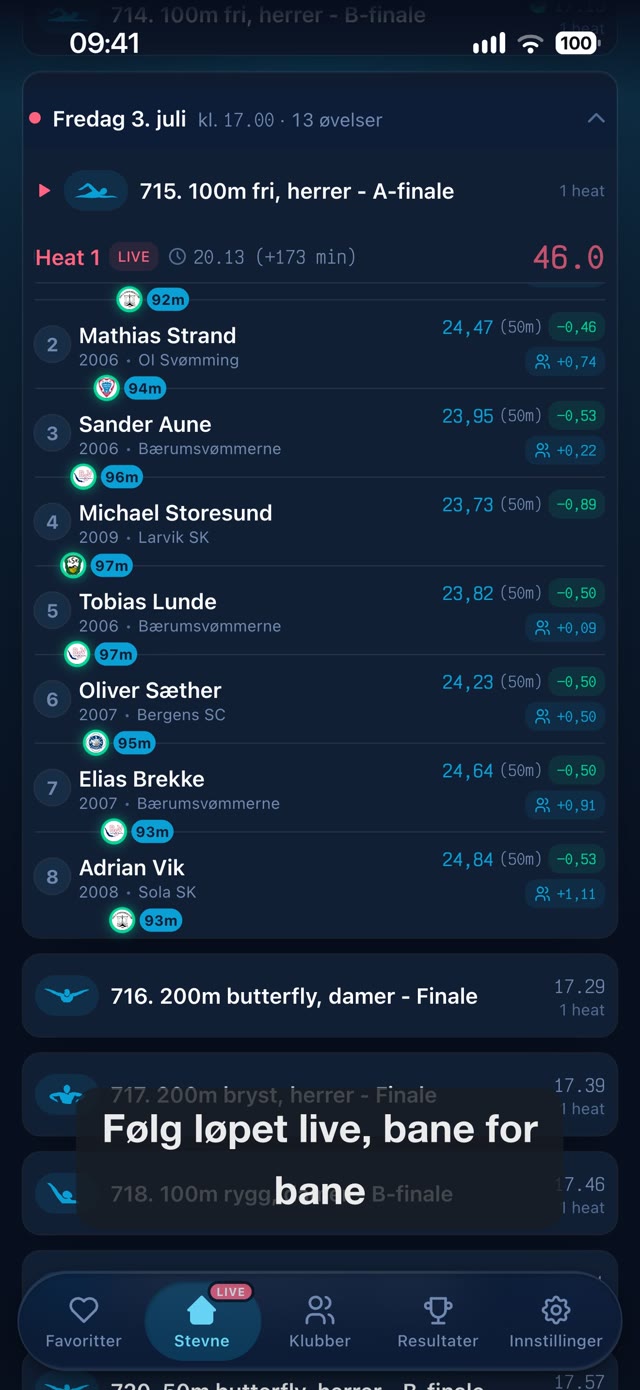 714. 100m fri, herrer - B-finale
09:41
100
Fredag 3. juli kl. 17.00 · 13 øvelser
715. 100m fri, herrer - A-finale
1 heat
Heat 1 LIVE 20.13 (+173 min) 46.0
92m
2 Mathias Strand 24,47 (50m) −0,46
2006 • OI Svømming +0,74
94m
3 Sander Aune 23,95 (50m) −0,53
2006 • Bærumsvømmerne +0,22
96m
4 Michael Storesund 23,73 (50m) −0,89
2009 • Larvik SK
97m
5 Tobias Lunde 23,82 (50m) −0,50
2006 • Bærumsvømmerne +0,09
97m
6 Oliver Sæther 24,23 (50m) −0,50
2007 • Bergens SC +0,50
95m
7 Elias Brekke 24,64 (50m) −0,50
2007 • Bærumsvømmerne +0,91
93m
8 Adrian Vik 24,84 (50m) −0,53
2008 • Sola SK +1,11
93m
716. 200m butterfly, damer - Finale 17.29
1 heat
717. 200m bryst, herrer - Finale 17.39
1 heat
Følg løpet live, bane for
bane
718. 100m rygg, B-finale 17.46
1 heat
LIVE
Favoritter Stevne Klubber Resultater Innstillinger
720. 50m butterfly, herrer - B-finale 17.57